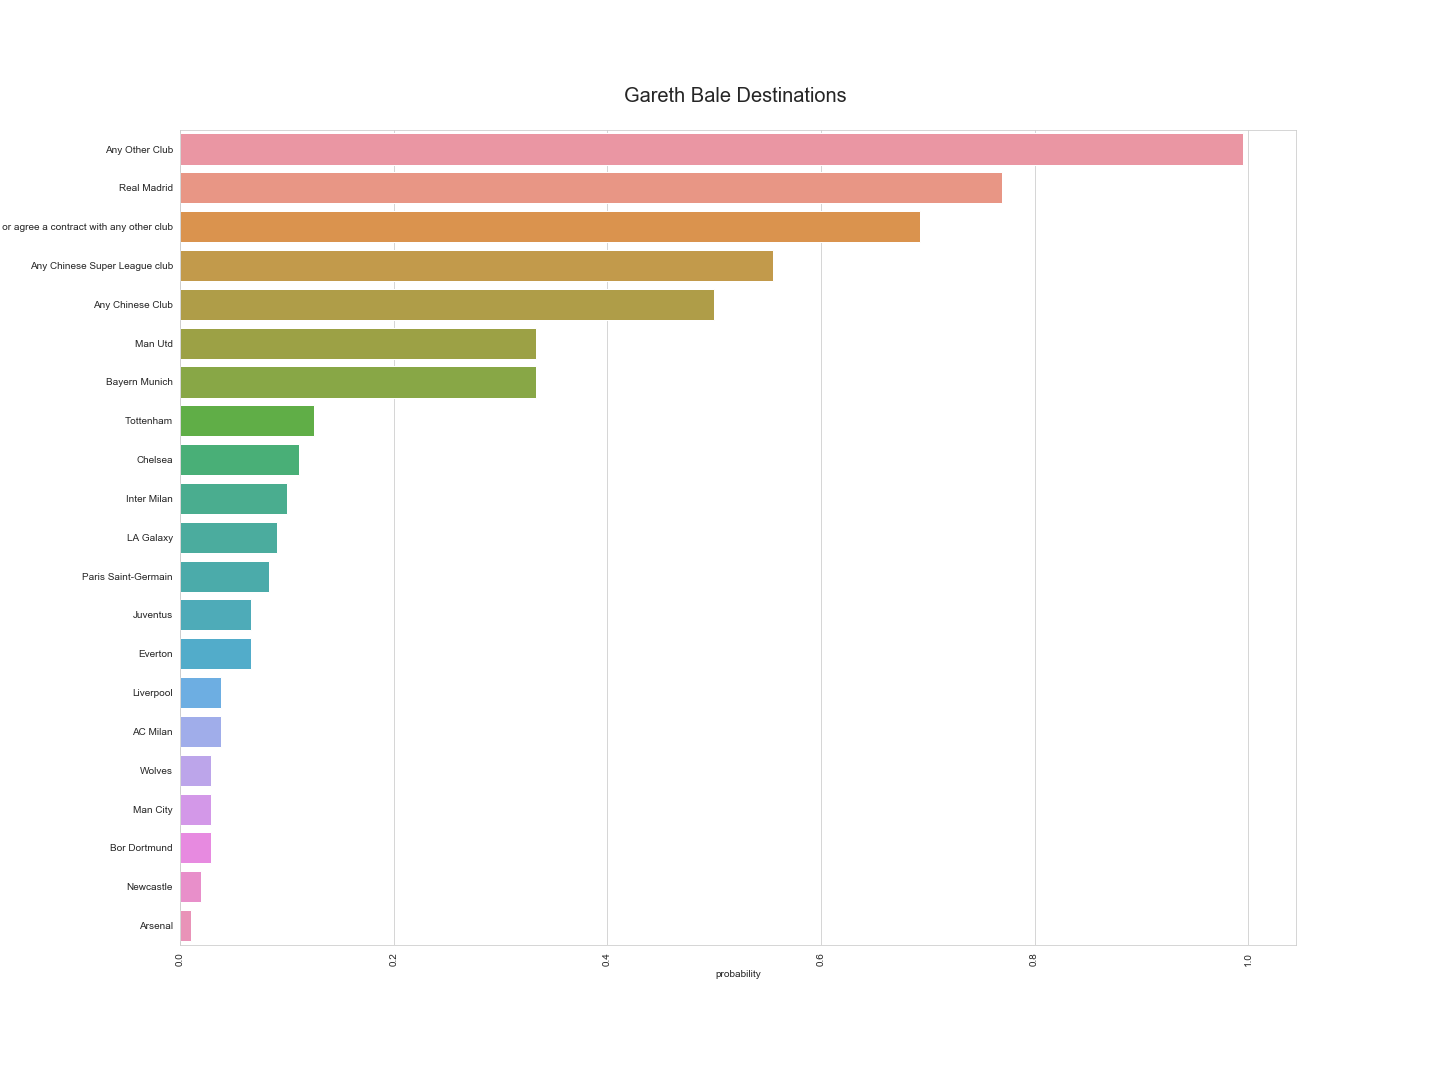 Gareth Bale Destinations
Any Other Club
Real Madrid
or agree a contract with any other club
Any Chinese Super League club
Any Chinese Club
Man Utd
Bayern Munich
Tottenham
Chelsea
Inter Milan
LA Galaxy
Paris Saint-Germain
Juventus
Everton
Liverpool
AC Milan
Wolves
Man City
Bor Dortmund
Newcastle
Arsenal
0.0 0.2 0.4 0.6 0.8 1.0
probability